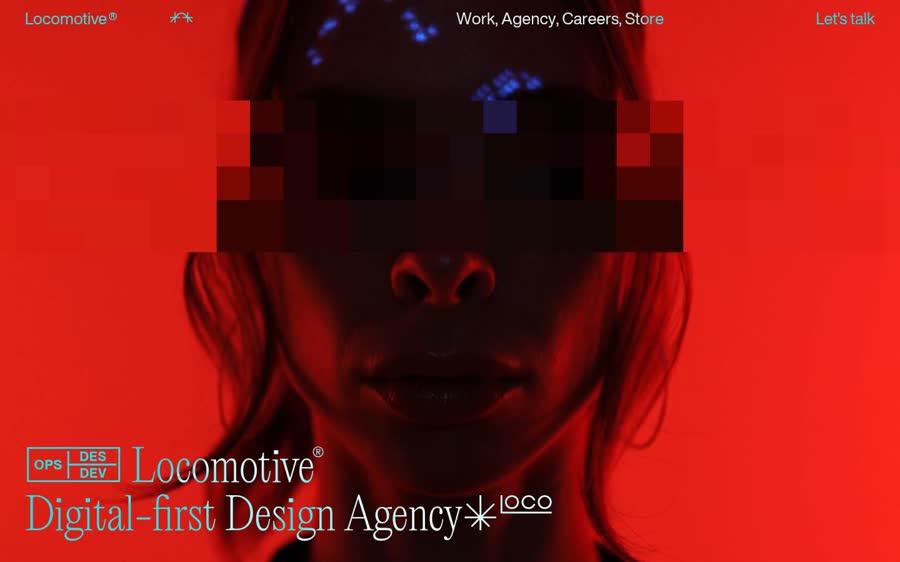 Locomotive®
Work, Agency, Careers, Store
Let's talk
OPS DES DEV
Locomotive®
Digital-first Design Agency
LOCO